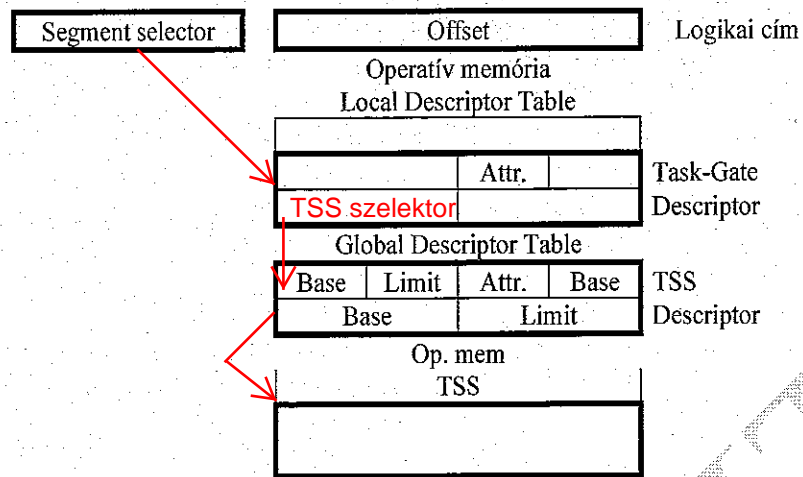 Segment selector Offset Logikai cím
Operatív memória
Local Descriptor Table
Attr. Task-Gate
TSS szelektor Descriptor
Global Descriptor Table
Base Limit Attr. Base TSS
Base Limit Descriptor
Op. mem
TSS